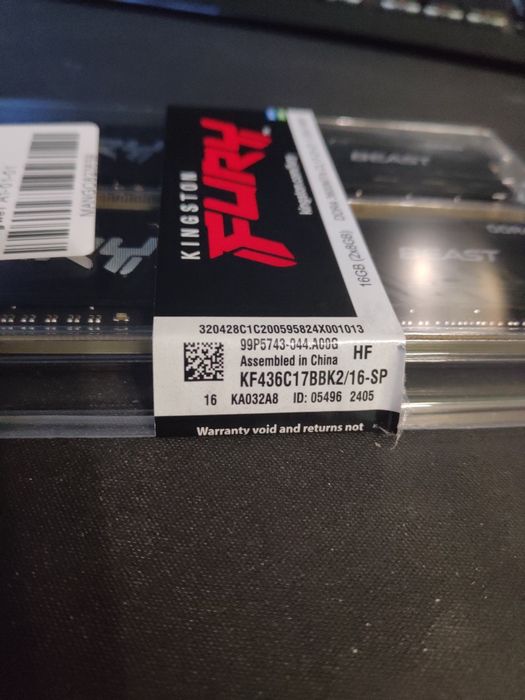 KINGSTON
FURY
BEAST
BEAST
16GB (2x8GB)
320428C1C200595824X001013
99P5743-044.A00G
Assembled in China
HF
KF436C17BBK2/16-SP
16 KA032A8 ID: 05496 2405
Warranty void and returns not